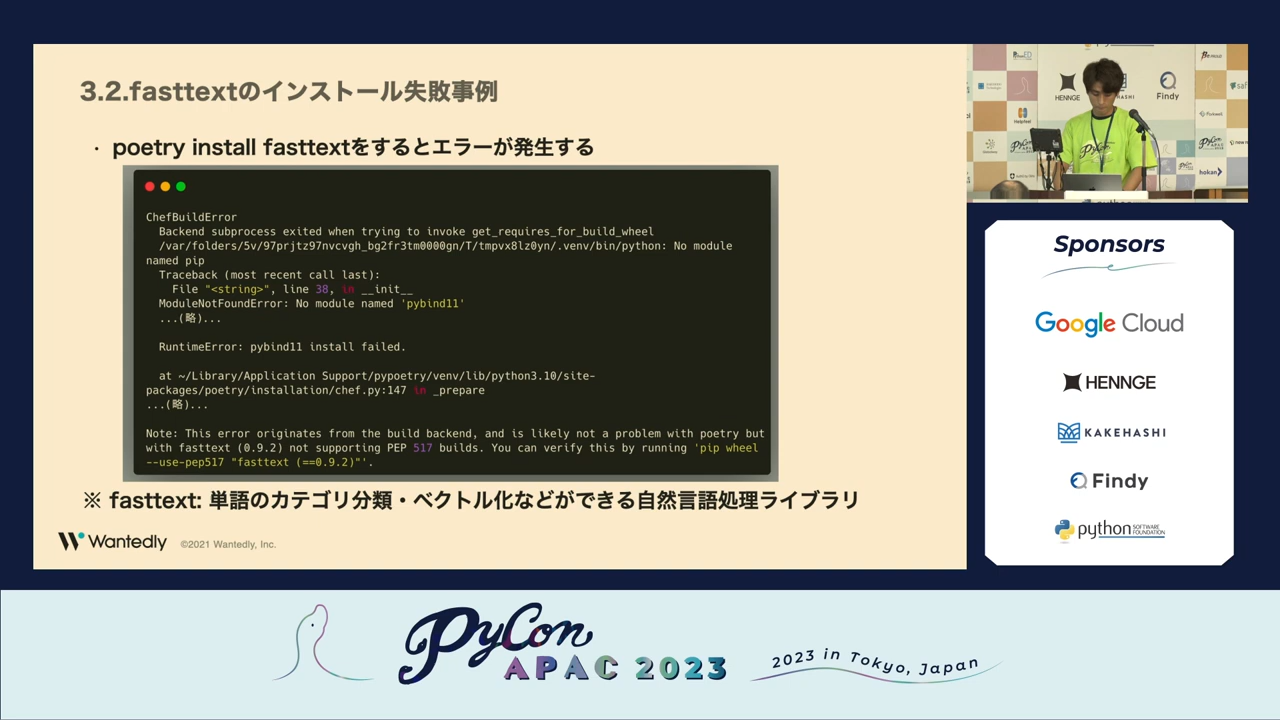 3.2.fasttextのインストール失敗事例
・ poetry install fasttextをするとエラーが発生する
ChefBuildError
Backend subprocess exited when trying to invoke get_requires_for_build_wheel
/var/folders/5v/97prjtz97nvcvgh_bg2fr3tm0000gn/T/tmpvx8lz0yn/.venv/bin/python: No module
named pip
Traceback (most recent call last):
File "<string>", line 38, in __init__
ModuleNotFoundError: No module named 'pybind11'
...(略)...
RuntimeError: pybind11 install failed.
at ~/Library/Application Support/pypoetry/venv/lib/python3.10/site-
packages/poetry/installation/chef.py:147 in _prepare
...(略)...
Note: This error originates from the build backend, and is likely not a problem with poetry but
with fasttext (0.9.2) not supporting PEP 517 builds. You can verify this by running 'pip wheel
--use-pep517 "fasttext (==0.9.2)"'.
※ fasttext: 単語のカテゴリ分類・ベクトル化などができる自然言語処理ライブラリ
Wantedly ©2021 Wantedly, Inc.
HENNGE
Findy
hokan
Sponsors
Google Cloud
HENNGE
KAKEHASHI
Findy
python SOFTWARE FOUNDATION
PyCon
APAC 2023
2023 in Tokyo, Japan